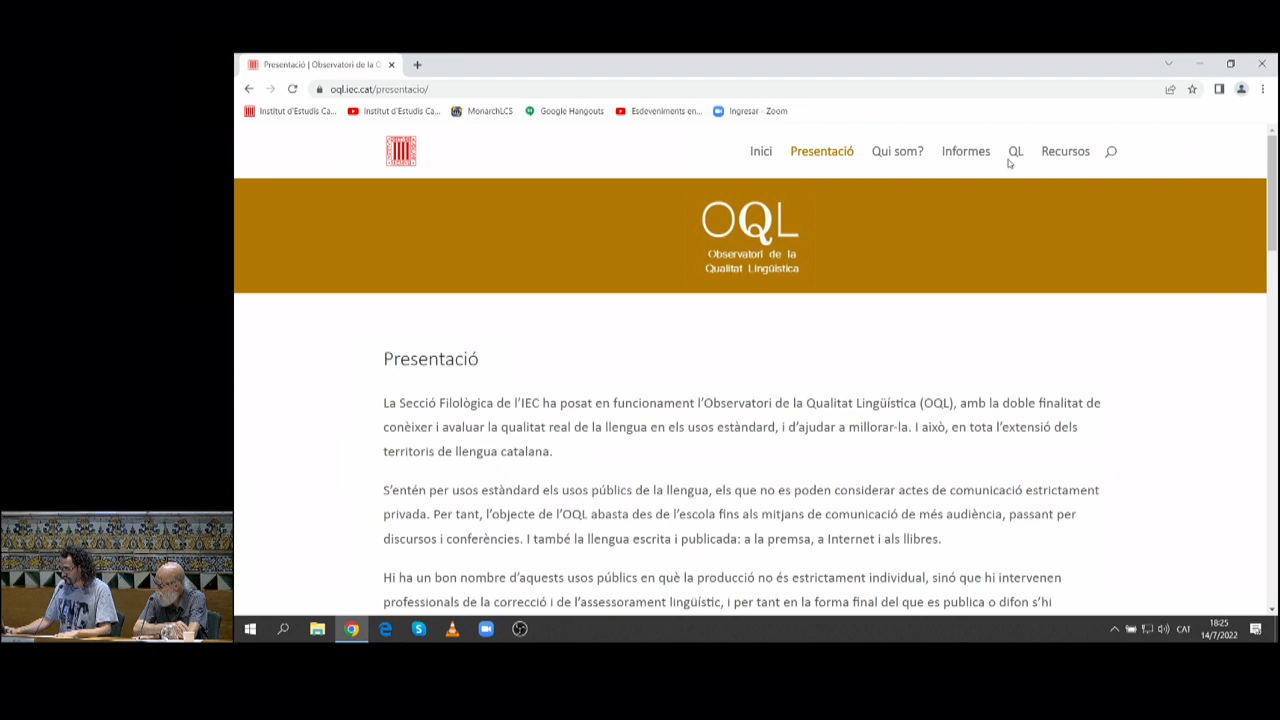 Presentació | Observatori de la Q
oql.iec.cat/presentacio/
Institut d'Estudis Ca...
Institut d'Estudis Ca...
MonarchLCS
Google Hangouts
Esdeveniments en...
Ingresar - Zoom
Inici
Presentació
Qui som?
Informes
QL
Recursos
OQL
Observatori de la
Qualitat Lingüística
Presentació
La Secció Filològica de l'IEC ha posat en funcionament l'Observatori de la Qualitat Lingüística (OQL), amb la doble finalitat de
conèixer i avaluar la qualitat real de la llengua en els usos estàndard, i d'ajudar a millorar-la. I això, en tota l'extensió dels
territoris de llengua catalana.
S'entén per usos estàndard els usos públics de la llengua, els que no es poden considerar actes de comunicació estrictament
privada. Per tant, l'objecte de l'OQL abasta des de l'escola fins als mitjans de comunicació de més audiència, passant per
discursos i conferències. I també la llengua escrita i publicada: a la premsa, a Internet i als llibres.
Hi ha un bon nombre d'aquests usos públics en què la producció no és estrictament individual, sinó que hi intervenen
professionals de la correcció i de l'assessorament lingüístic, i per tant en la forma final del que es publica o difon s'hi
CAT
18:25
14/7/2022